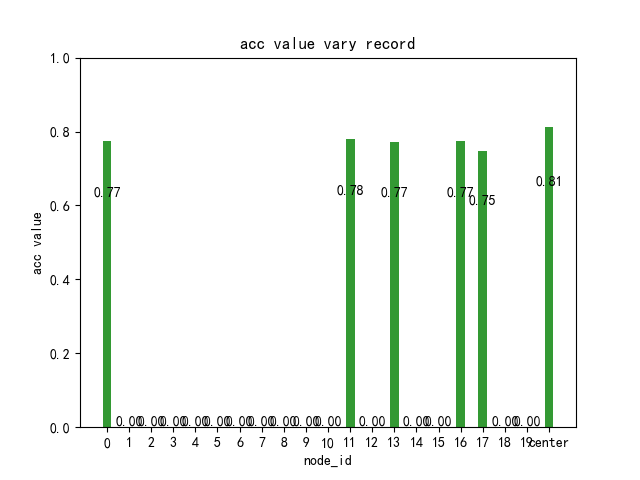 acc value vary record
1.0
0.8
0.6
0.4
0.2
0.0
acc value
0.77 0.00 0.00 0.00 0.00 0.00 0.00 0.00 0.00 0.00 0.00 0.78 0.00 0.77 0.00 0.00 0.77 0.75 0.00 0.00 0.81
0 1 2 3 4 5 6 7 8 9 10 11 12 13 14 15 16 17 18 19 center
node_id